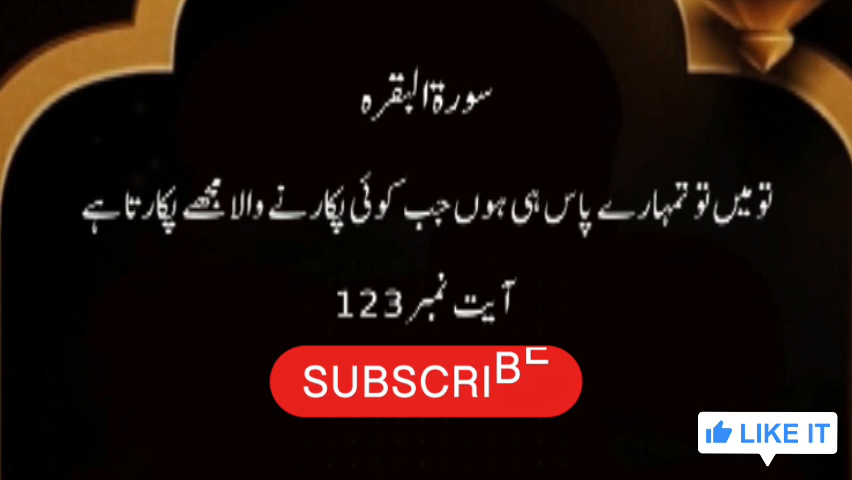 سورۃ البقرہ
تو میں تو تمہارے پاس ہی ہوں جب کوئی پکارنے والا مجھے پکارتا ہے
آیت نمبر 123
SUBSCRIBE
LIKE IT